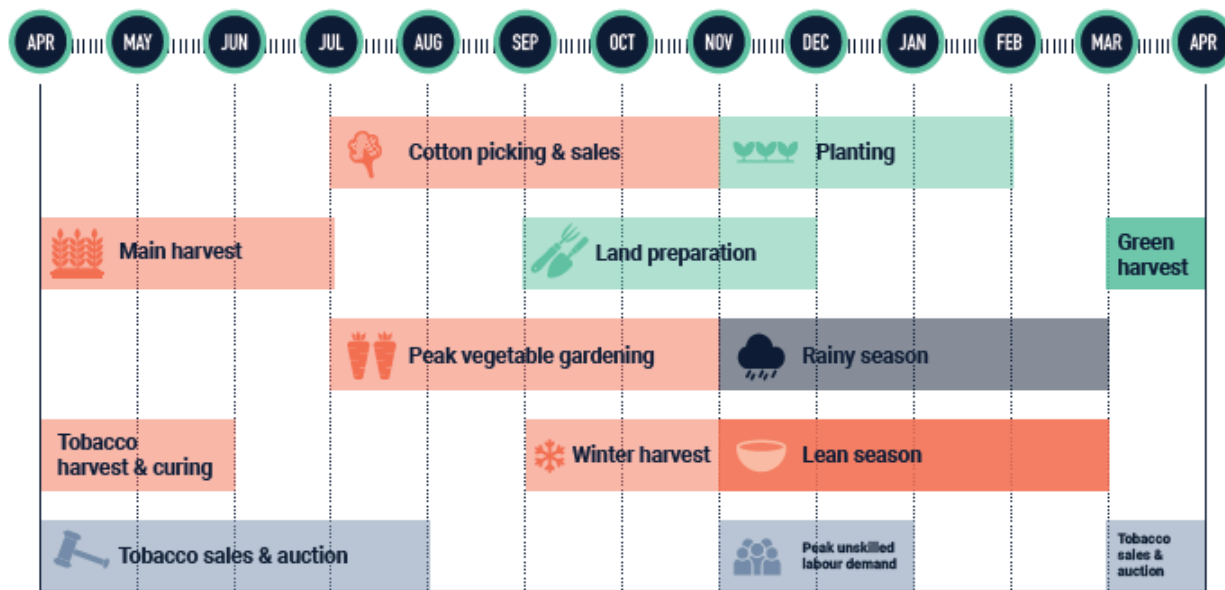 APR MAY JUN JUL AUG SEP OCT NOV DEC JAN FEB MAR APR
Cotton picking & sales
Planting
Main harvest
Land preparation
Green
harvest
Peak vegetable gardening
Rainy season
Tobacco
harvest & curing
Winter harvest
Lean season
Tobacco sales & auction
Peak unskilled
labour demand
Tobacco
sales &
auction